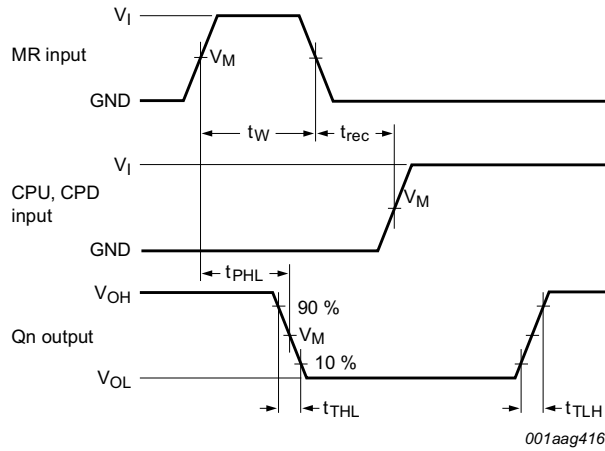 VI
MR input
VM
GND
tW
trec
VI
CPU, CPD
input
VM
GND
tPHL
VOH
90 %
Qn output
VM
10 %
VOL
tTHL
tTLH
001aag416